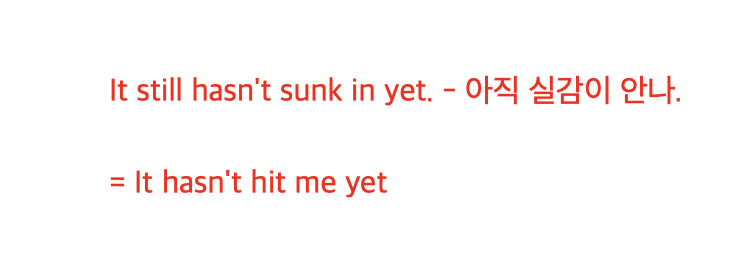 It still hasn't sunk in yet. - 아직 실감이 안나.
= It hasn't hit me yet